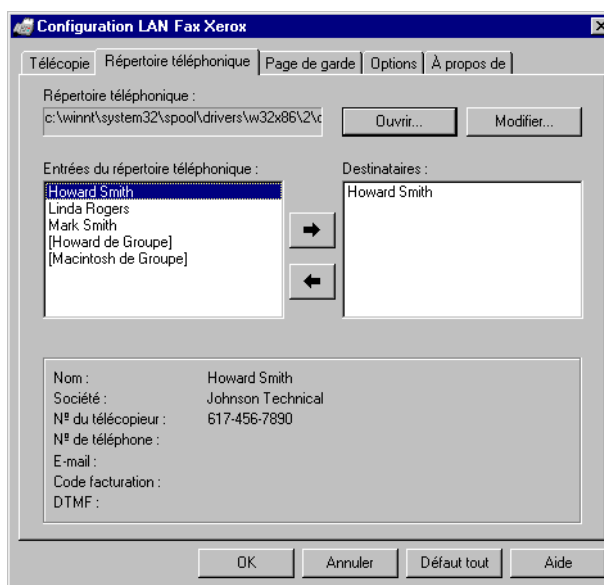 Configuration LAN Fax Xerox
Télécopie Répertoire téléphonique Page de garde Options À propos de
Répertoire téléphonique :
c:\winnt\system32\spool\drivers\w32x86\2\c Ouvrir... Modifier...
Entrées du répertoire téléphonique : Destinataires :
Howard Smith Howard Smith
Linda Rogers
Mark Smith
[Howard de Groupe]
[Macintosh de Groupe]
Nom : Howard Smith
Société : Johnson Technical
Nº du télécopieur : 617-456-7890
Nº de téléphone :
E-mail :
Code facturation :
DTMF :
OK Annuler Défaut tout Aide